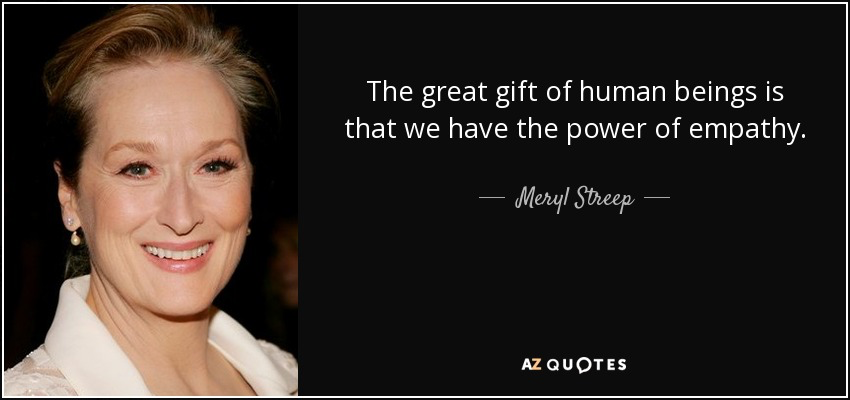 The great gift of human beings is
that we have the power of empathy.
Meryl Streep
AZ QUOTES